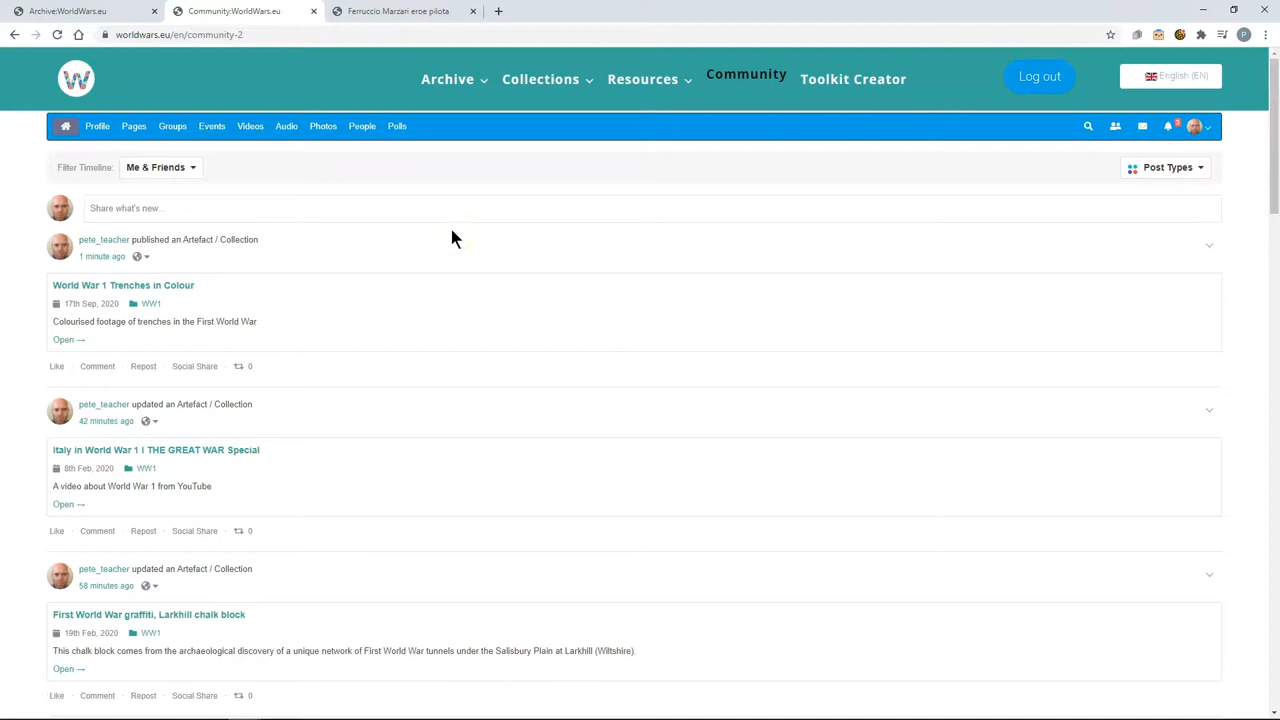 Archive:WorldWars.eu
Community:WorldWars.eu
Ferruccio Marzari eroe pilota
worldwars.eu/en/community-2
P
W
Archive
Collections
Resources
Community
Toolkit Creator
Log out
English (EN)
Profile
Pages
Groups
Events
Videos
Audio
Photos
People
Polls
3
Filter Timeline:
Me & Friends
Post Types
Share what's new...
pete_teacher published an Artefact / Collection
1 minute ago
World War 1 Trenches in Colour
17th Sep, 2020 WW1
Colourised footage of trenches in the First World War
Open →
Like · Comment · Repost · Social Share · 0
pete_teacher updated an Artefact / Collection
42 minutes ago
Italy in World War 1 I THE GREAT WAR Special
8th Feb, 2020 WW1
A video about World War 1 from YouTube
Open →
Like · Comment · Repost · Social Share · 0
pete_teacher updated an Artefact / Collection
58 minutes ago
First World War graffiti, Larkhill chalk block
19th Feb, 2020 WW1
This chalk block comes from the archaeological discovery of a unique network of First World War tunnels under the Salisbury Plain at Larkhill (Wiltshire).
Open →
Like · Comment · Repost · Social Share · 0